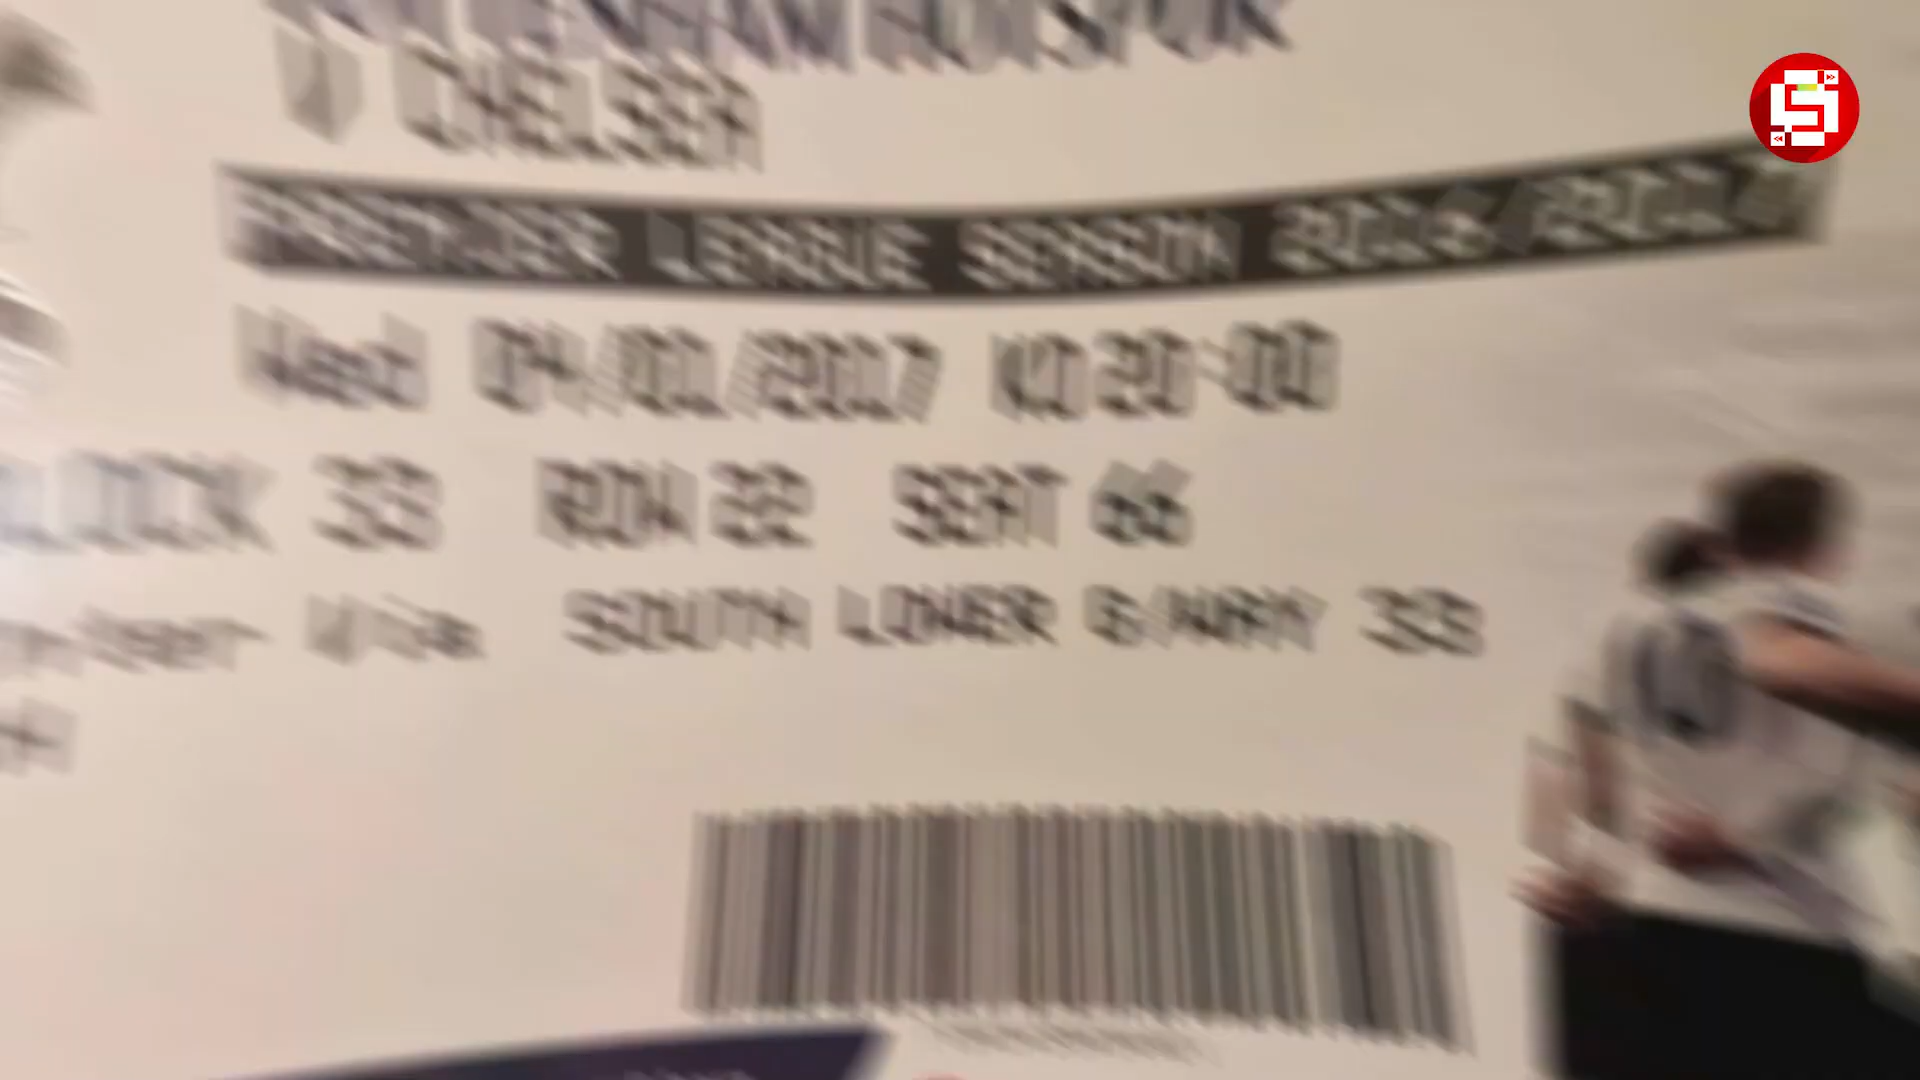 TOTTENHAM HOTSPUR
V CHELSEA
PREMIER LEAGUE SEASON 2016/2017
Wed 04/01/2017 KO 20:00
BLOCK 33 ROW 22 SEAT 66
SOUTH LOWER G/WAY 33